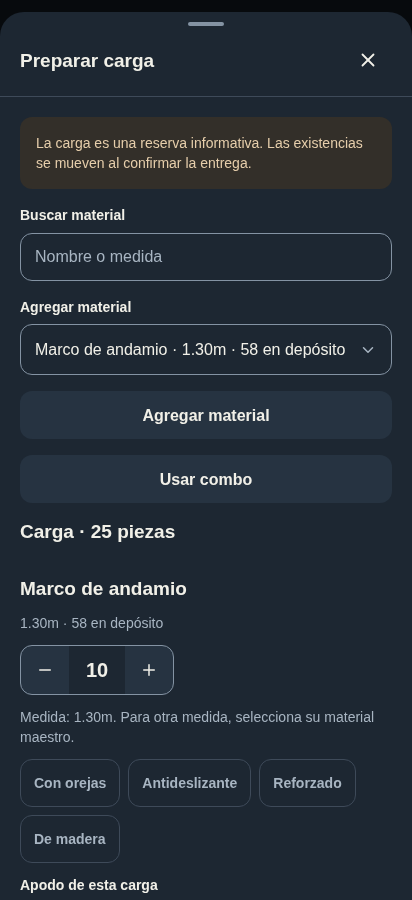 Preparar carga
La carga es una reserva informativa. Las existencias
se mueven al confirmar la entrega.
Buscar material
Nombre o medida
Agregar material
Marco de andamio · 1.30m · 58 en depósito
Agregar material
Usar combo
Carga · 25 piezas
Marco de andamio
1.30m · 58 en depósito
− 10 +
Medida: 1.30m. Para otra medida, selecciona su material
maestro.
Con orejas Antideslizante Reforzado
De madera
Apodo de esta carga